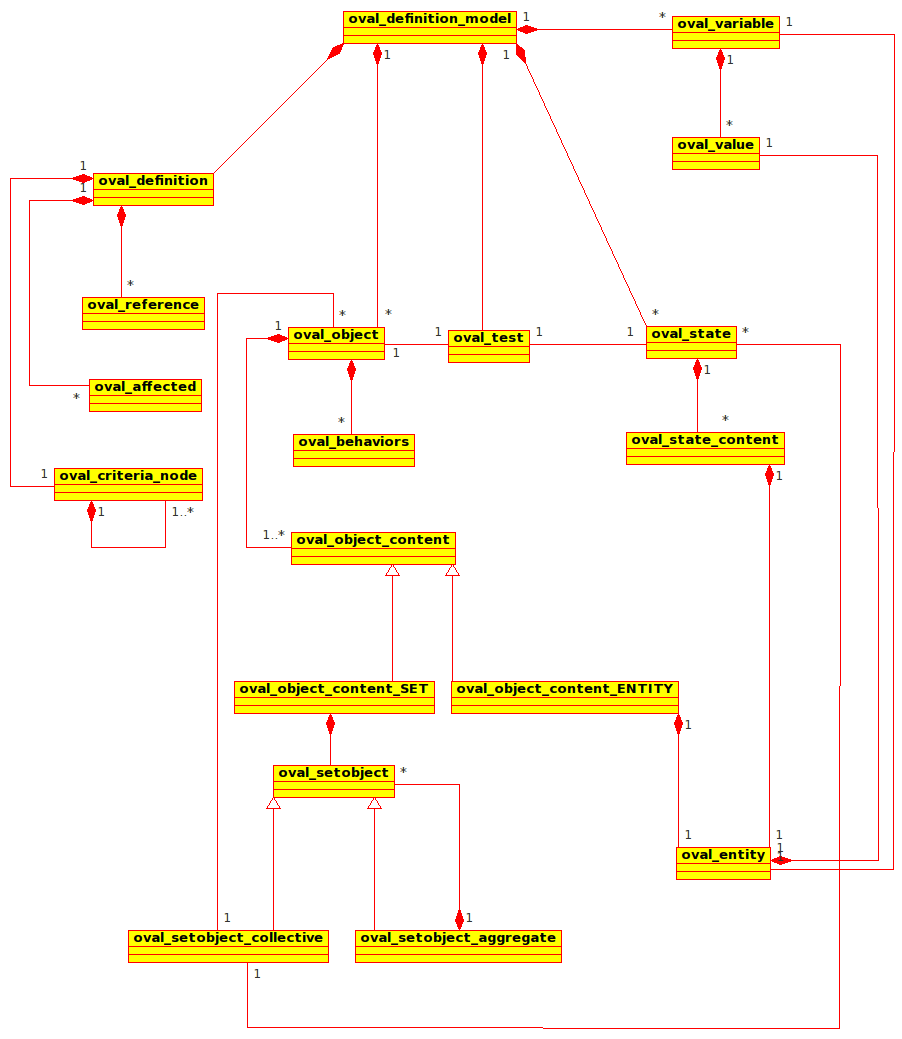 oval_definition_model
1
*
oval_variable
1
1
1
1
*
oval_value
1
1
oval_definition
1
*
oval_reference
*
*
*
1
oval_object
1
1
oval_test
1
1
oval_state
*
1
oval_affected
*
*
*
oval_behaviors
oval_state_content
1
oval_criteria_node
1
1
1..*
1..*
oval_object_content
oval_object_content_SET
oval_object_content_ENTITY
1
oval_setobject
*
1
1
1
oval_entity
1
1
oval_setobject_collective
oval_setobject_aggregate
1